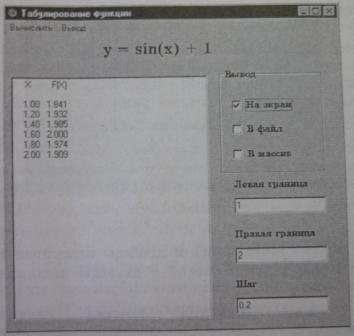 Табулирование функции
Вычислить Вывод
y = sin(x) + 1
X F(X)
1.00 1.841
1.20 1.932
1.40 1.985
1.60 2.000
1.80 1.974
2.00 1.909
Вывод
На экран
В файл
В массив
Левая граница
1
Правая граница
2
Шаг
0.2